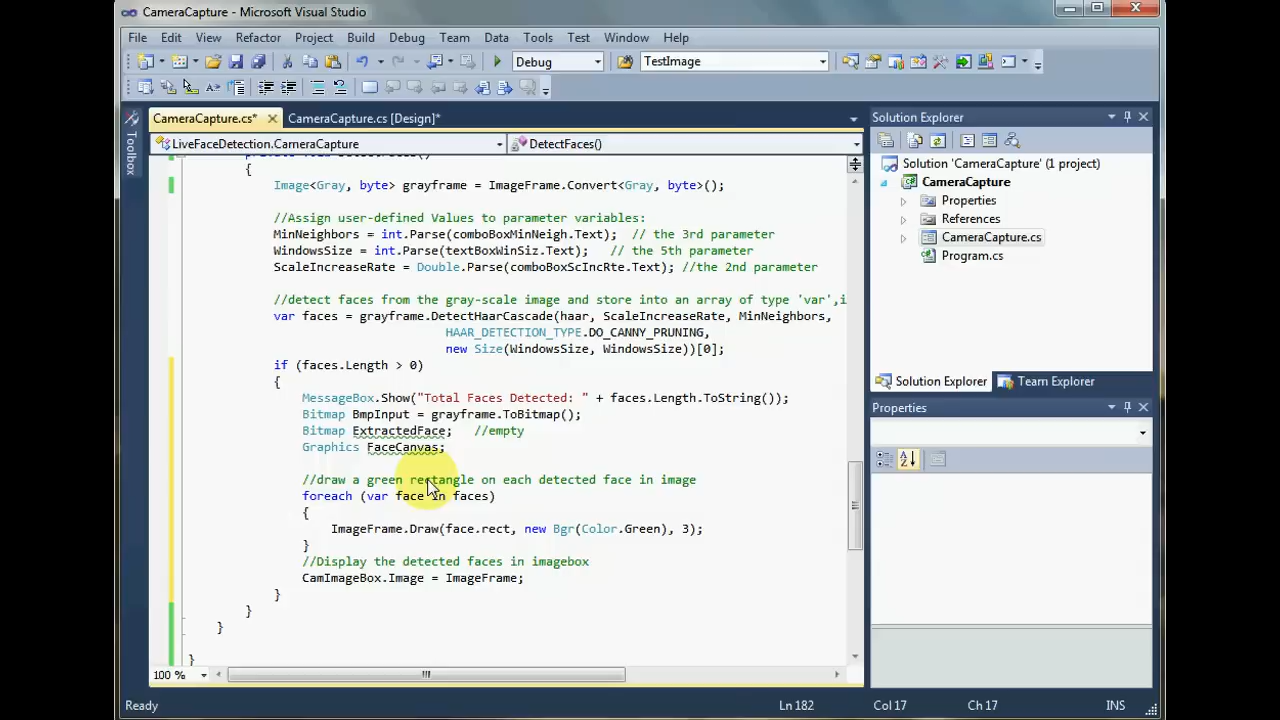 CameraCapture - Microsoft Visual Studio
File Edit View Refactor Project Build Debug Team Data Tools Test Window Help
Debug TestImage
CameraCapture.cs* CameraCapture.cs [Design]*
LiveFaceDetection.CameraCapture DetectFaces()
Toolbox
{
Image<Gray, byte> grayframe = ImageFrame.Convert<Gray, byte>();
//Assign user-defined Values to parameter variables:
MinNeighbors = int.Parse(comboBoxMinNeigh.Text); // the 3rd parameter
WindowsSize = int.Parse(textBoxWinSiz.Text); // the 5th parameter
ScaleIncreaseRate = Double.Parse(comboBoxScIncRte.Text); //the 2nd parameter
//detect faces from the gray-scale image and store into an array of type 'var',i
var faces = grayframe.DetectHaarCascade(haar, ScaleIncreaseRate, MinNeighbors,
HAAR_DETECTION_TYPE.DO_CANNY_PRUNING,
new Size(WindowsSize, WindowsSize))[0];
if (faces.Length > 0)
{
MessageBox.Show("Total Faces Detected: " + faces.Length.ToString());
Bitmap BmpInput = grayframe.ToBitmap();
Bitmap ExtractedFace; //empty
Graphics FaceCanvas;
//draw a green rectangle on each detected face in image
foreach (var face in faces)
{
ImageFrame.Draw(face.rect, new Bgr(Color.Green), 3);
}
//Display the detected faces in imagebox
CamImageBox.Image = ImageFrame;
}
}
}
}
100 %
Solution Explorer
Solution 'CameraCapture' (1 project)
CameraCapture
Properties
References
CameraCapture.cs
Program.cs
Solution Explorer Team Explorer
Properties
Ready Ln 182 Col 17 Ch 17 INS